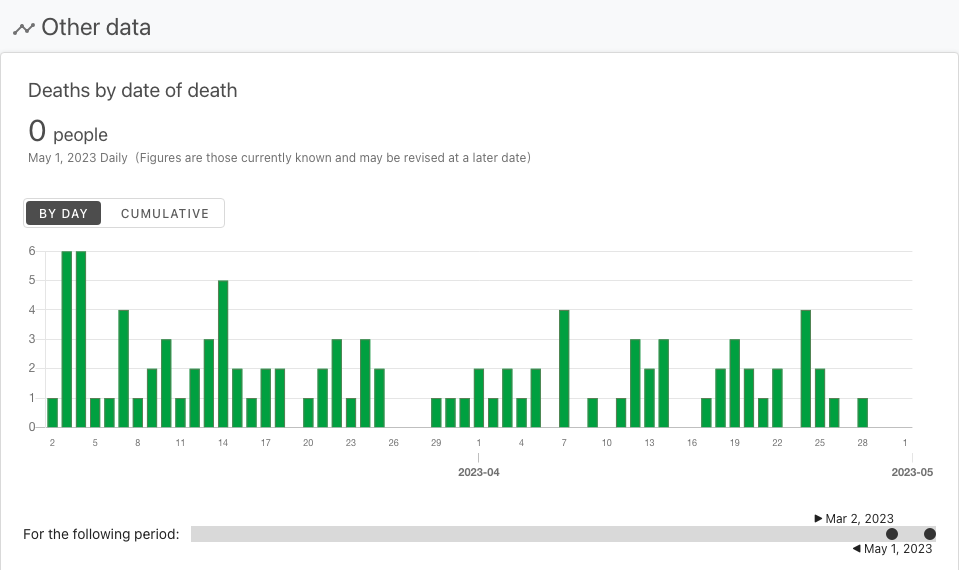 Other data
Deaths by date of death
0 people
May 1, 2023 Daily (Figures are those currently known and may be revised at a later date)
BY DAY CUMULATIVE
6
5
4
3
2
1
0
2 5 8 11 14 17 20 23 26 29 1 4 7 10 13 16 19 22 25 28 1
2023-04 2023-05
Mar 2, 2023
For the following period:
May 1, 2023